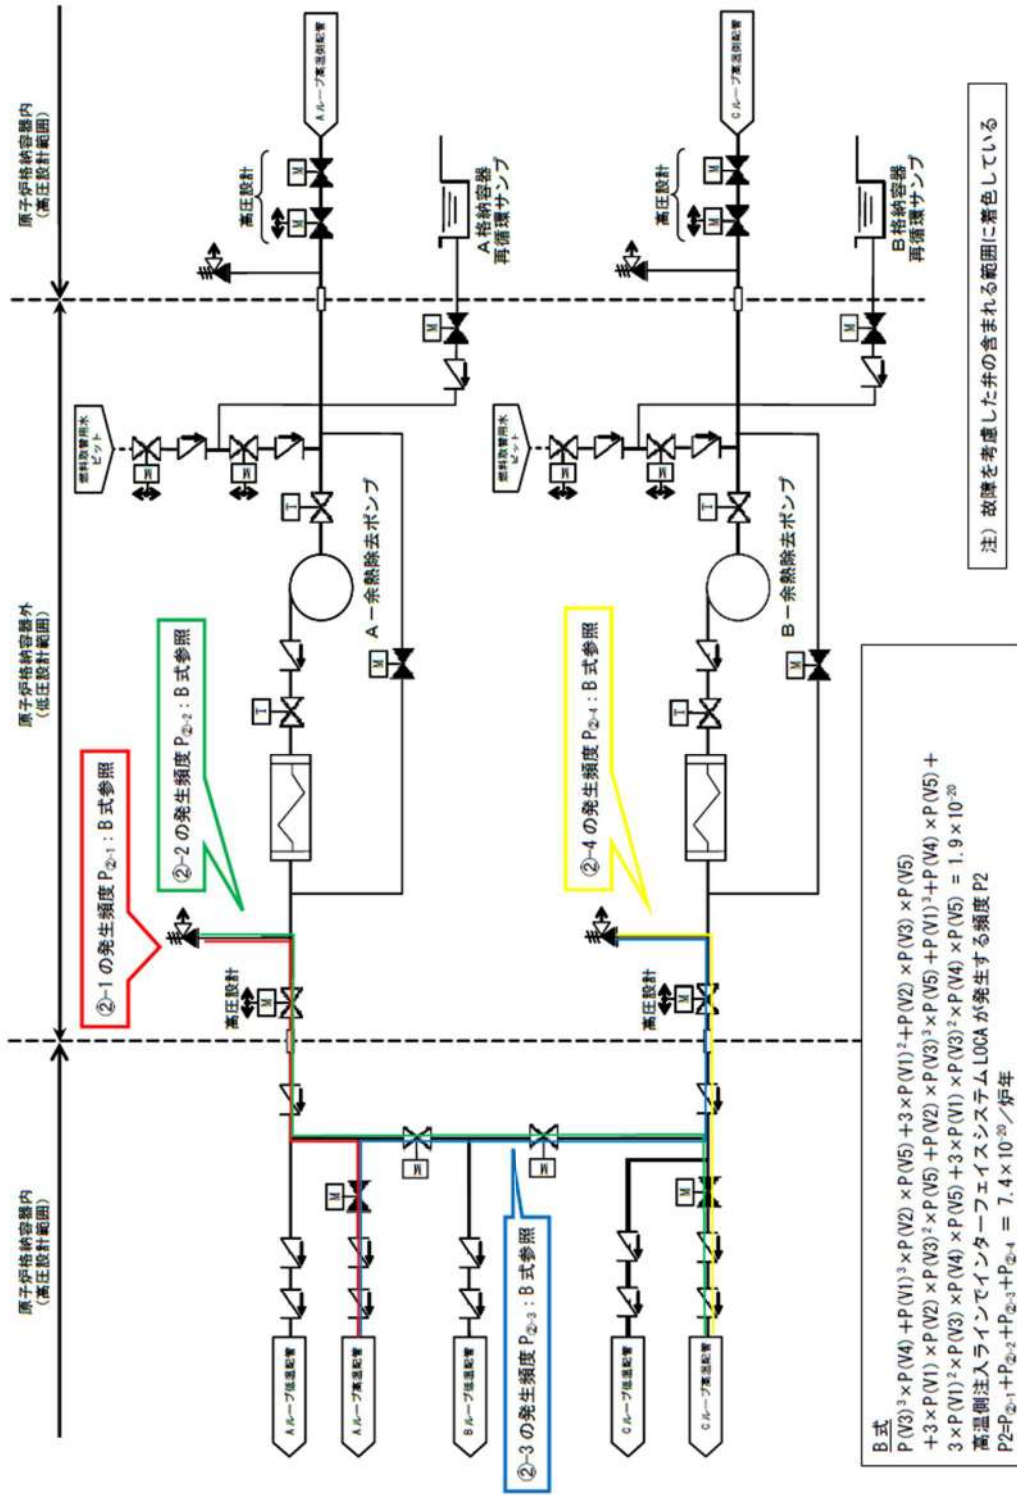 原子炉格納容器内
(高圧設計範囲)
原子炉格納容器外
(低圧設計範囲)
原子炉格納容器内
(高圧設計範囲)
②-1の発生頻度 P②-1：B式参照
②-2の発生頻度 P②-2：B式参照
燃料取替用水
ピット
高圧設計
M
M
M
M
T
T
M
M
M
Aループ高温側配管
高圧設計
A格納容器
再循環サンプ
A－余熱除去ポンプ
M
Aループ低温配管
Aループ高温配管
Bループ低温配管
Cループ低温配管
Cループ高温配管
M
M
M
M
②-3の発生頻度 P②-3：B式参照
②-4の発生頻度 P②-4：B式参照
燃料取替用水
ピット
高圧設計
M
T
T
M
M
M
M
M
M
Cループ高温側配管
高圧設計
B格納容器
再循環サンプ
B－余熱除去ポンプ
B式
P(V3)³×P(V4)+P(V1)³×P(V2)×P(V5)+3×P(V1)²+P(V2)×P(V3)×P(V5)
+3×P(V1)×P(V2)×P(V3)²×P(V5)+P(V2)×P(V3)³×P(V5)+P(V1)³+P(V4)×P(V5)+
3×P(V1)²×P(V3)×P(V4)×P(V5)+3×P(V1)×P(V3)²×P(V4)×P(V5)＝1.9×10⁻²⁰
高温側注入ラインでインターフェイスシステムLOCAが発生する頻度P2
P2=P②-1+P②-2+P②-3+P②-4 ＝ 7.4×10⁻²⁰／炉年
注）故障を考慮した弁の含まれる範囲に着色している